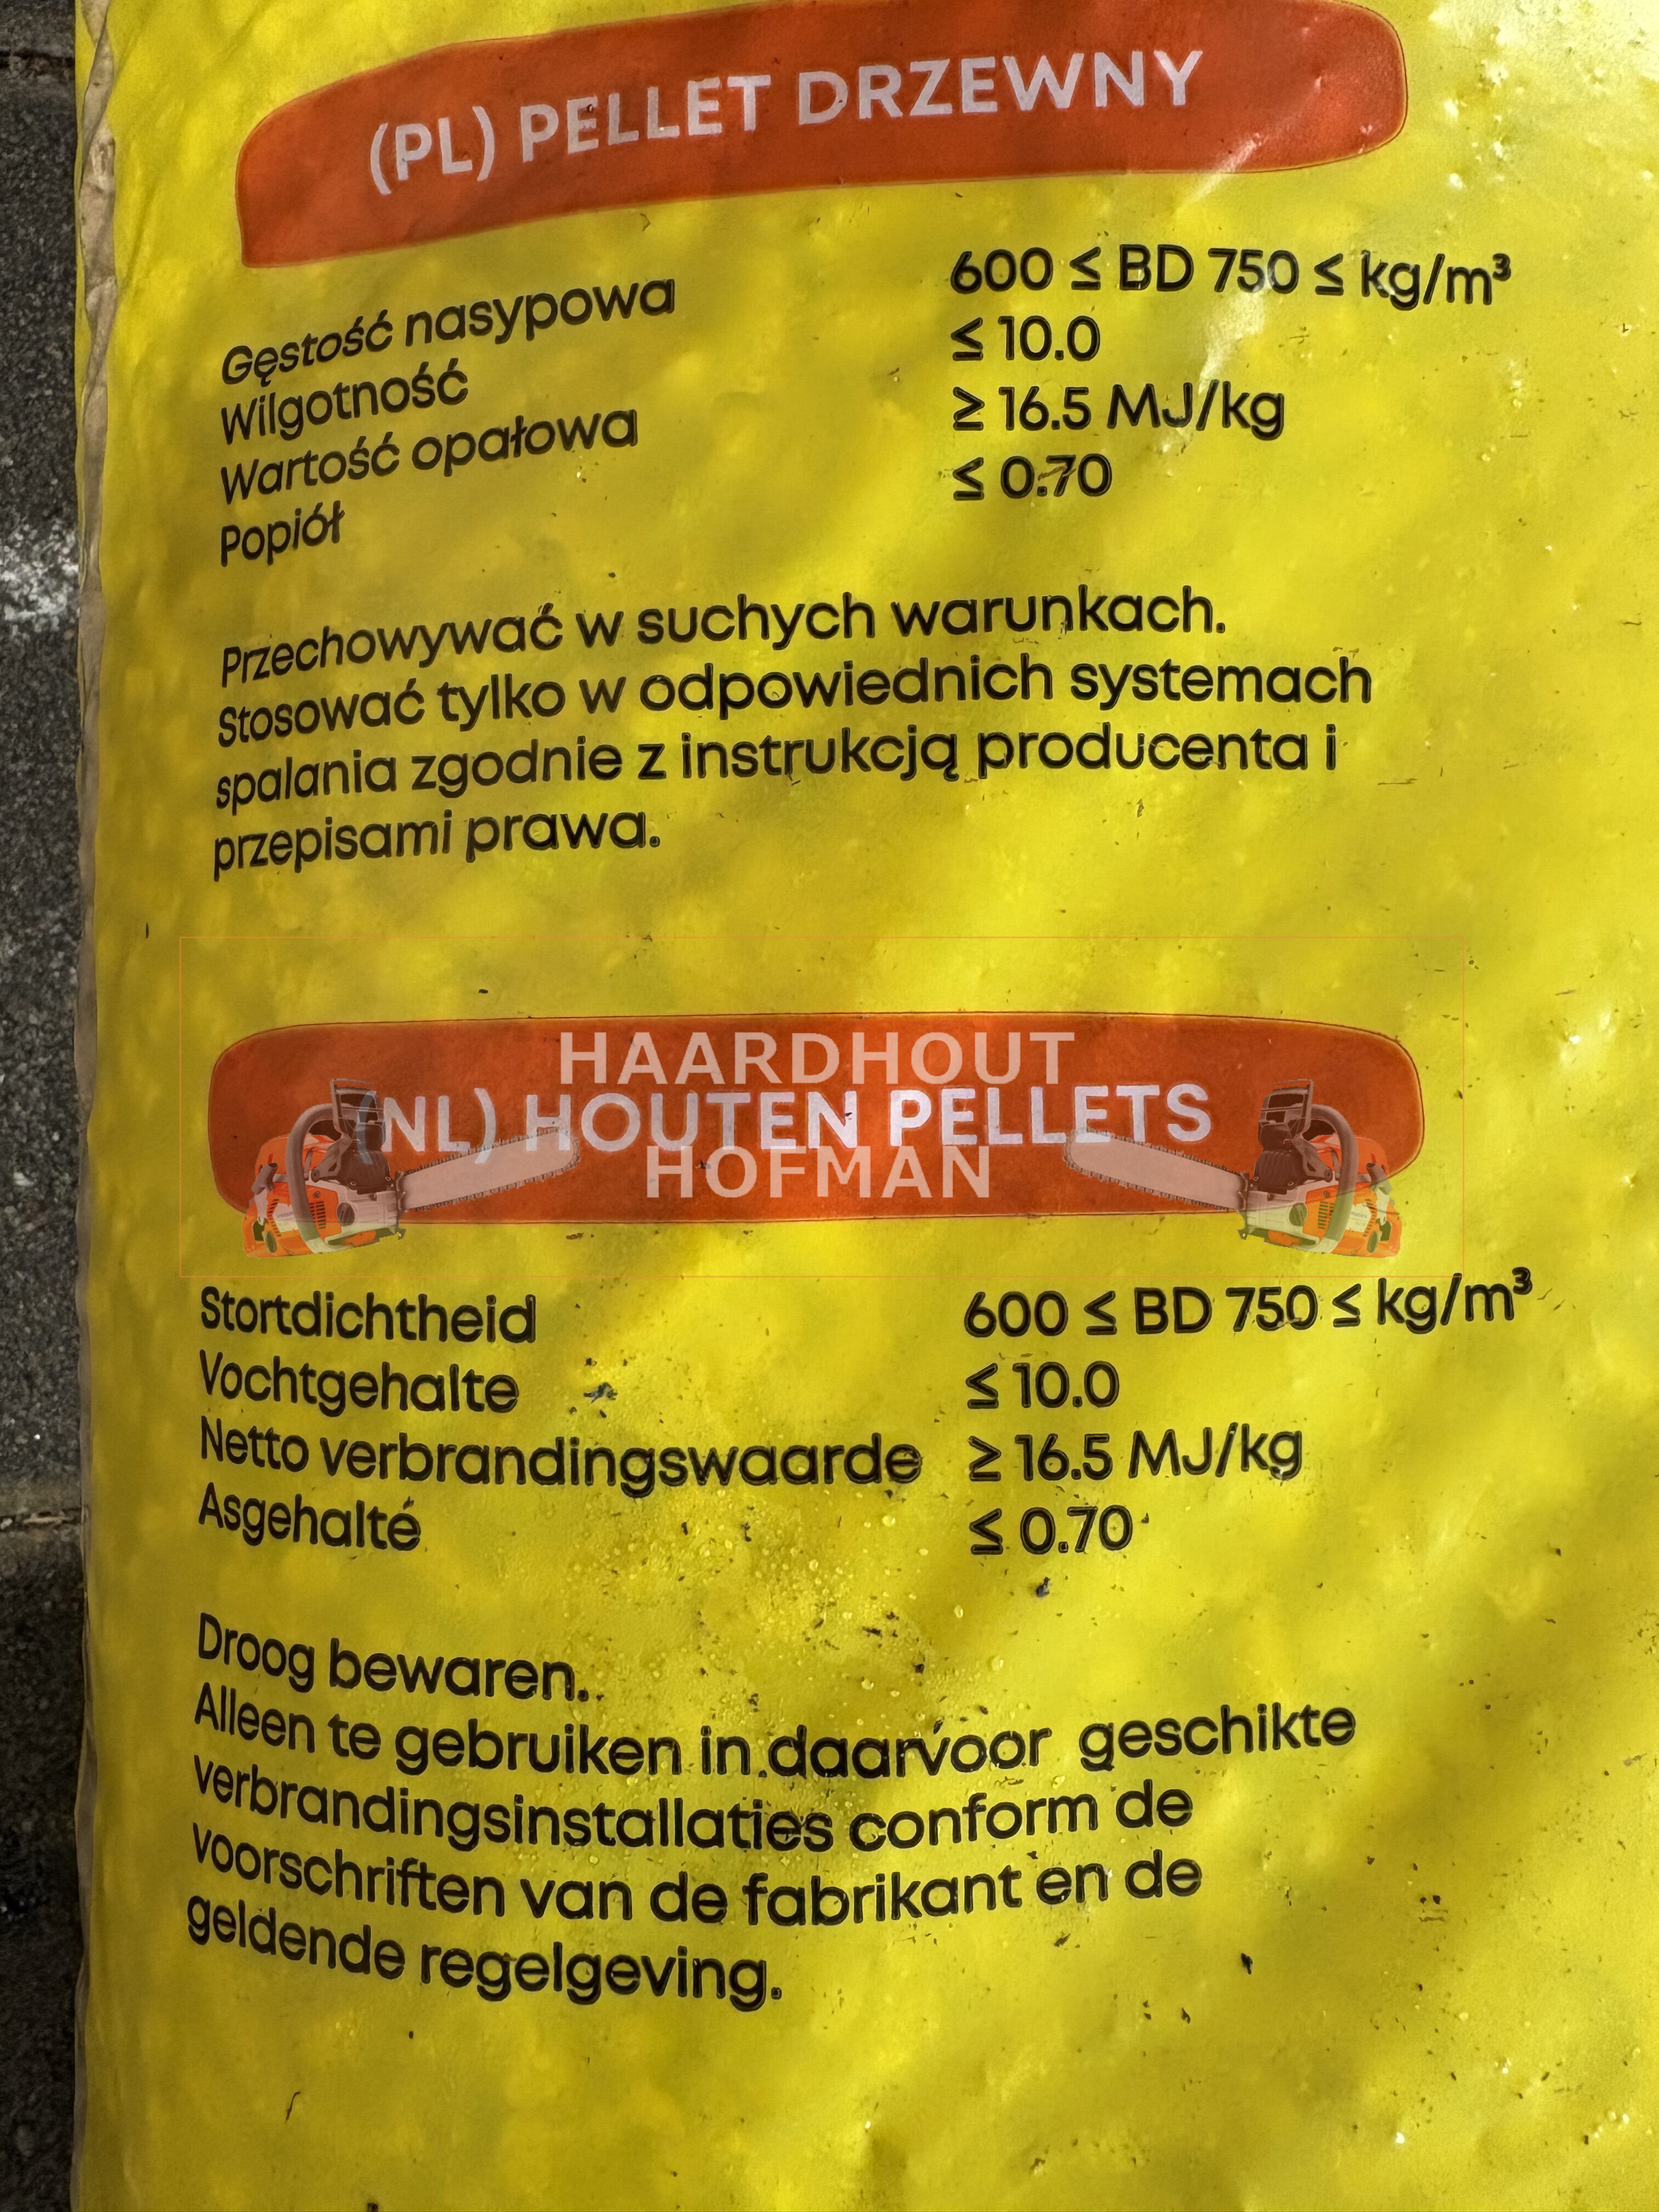 (PL) PELLET DRZEWNY
Gęstość nasypowa 600 ≤ BD 750 ≤ kg/m³
Wilgotność ≤ 10.0
Wartość opałowa ≥ 16.5 MJ/kg
Popiół ≤ 0.70
Przechowywać w suchych warunkach.
Stosować tylko w odpowiednich systemach
spalania zgodnie z instrukcją producenta i
przepisami prawa.
HAARDHOUT
(NL) HOUTEN PELLETS
HOFMAN
Stortdichtheid 600 ≤ BD 750 ≤ kg/m³
Vochtgehalte ≤ 10.0
Netto verbrandingswaarde ≥ 16.5 MJ/kg
Asgehalte ≤ 0.70
Droog bewaren.
Alleen te gebruiken in daarvoor geschikte
verbrandingsinstallaties conform de
voorschriften van de fabrikant en de
geldende regelgeving.